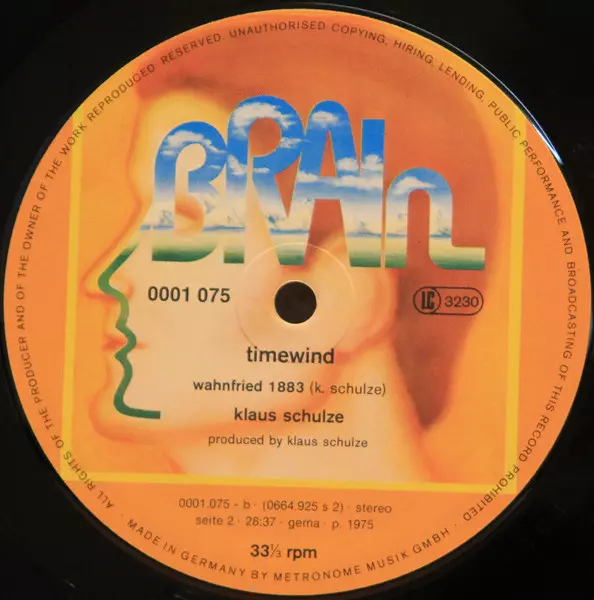 ALL RIGHTS OF THE PRODUCER AND OF THE OWNER OF THE WORK REPRODUCED RESERVED. UNAUTHORISED COPYING, HIRING, LENDING, PUBLIC PERFORMANCE AND BROADCASTING OF THIS RECORD PROHIBITED
BRAIn
0001 075
LC 3230
timewind
wahnfried 1883 (k. schulze)
klaus schulze
produced by klaus schulze
0001.075 - b · (0664.925 s 2) · stereo
seite 2 · 28:37 · gema · p. 1975
33⅓ rpm
· MADE IN GERMANY BY METRONOME MUSIK GMBH ·